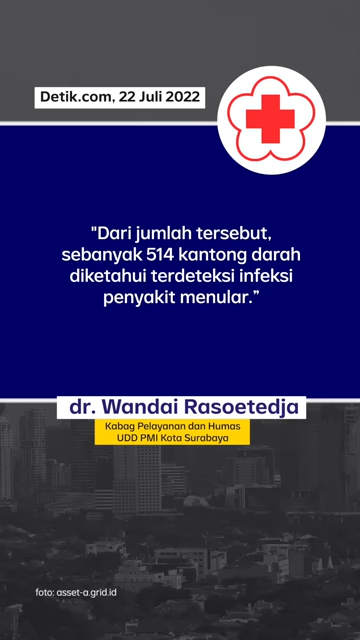 Detik.com, 22 Juli 2022
"Dari jumlah tersebut,
sebanyak 514 kantong darah
diketahui terdeteksi infeksi
penyakit menular.”
dr. Wandai Rasoetedja
Kabag Pelayanan dan Humas
UDD PMI Kota Surabaya
foto: asset-a.grid.id